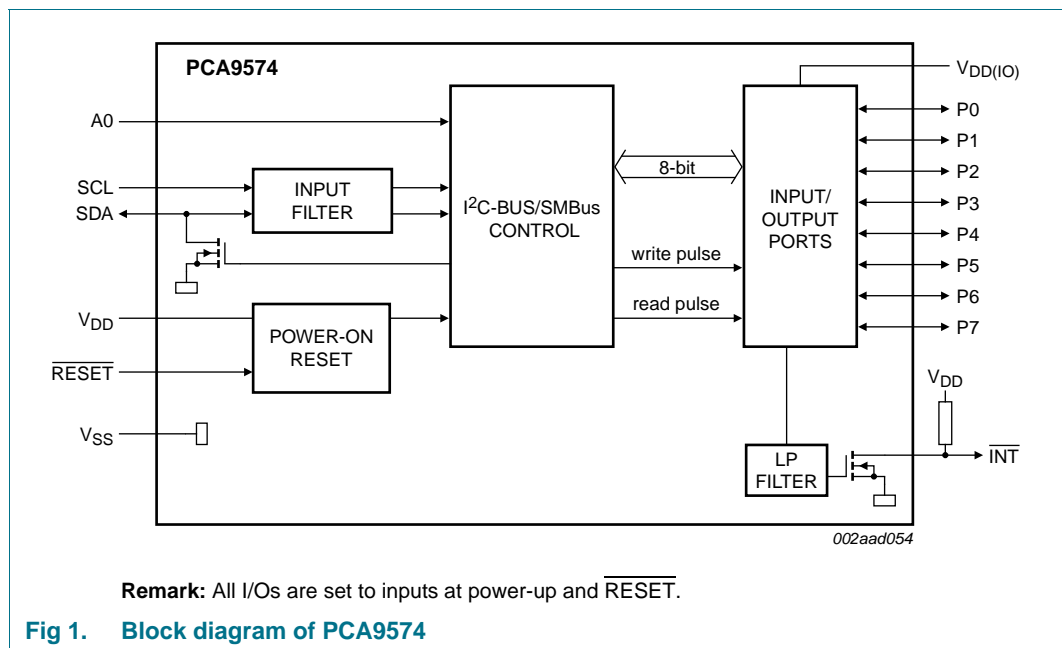 PCA9574
A0
SCL
SDA
V_DD
RESET
V_SS
INPUT
FILTER
POWER-ON
RESET
I²C-BUS/SMBus
CONTROL
8-bit
write pulse
read pulse
INPUT/
OUTPUT
PORTS
LP
FILTER
V_DD(IO)
P0
P1
P2
P3
P4
P5
P6
P7
V_DD
INT
002aad054
Remark: All I/Os are set to inputs at power-up and RESET.
Fig 1. Block diagram of PCA9574